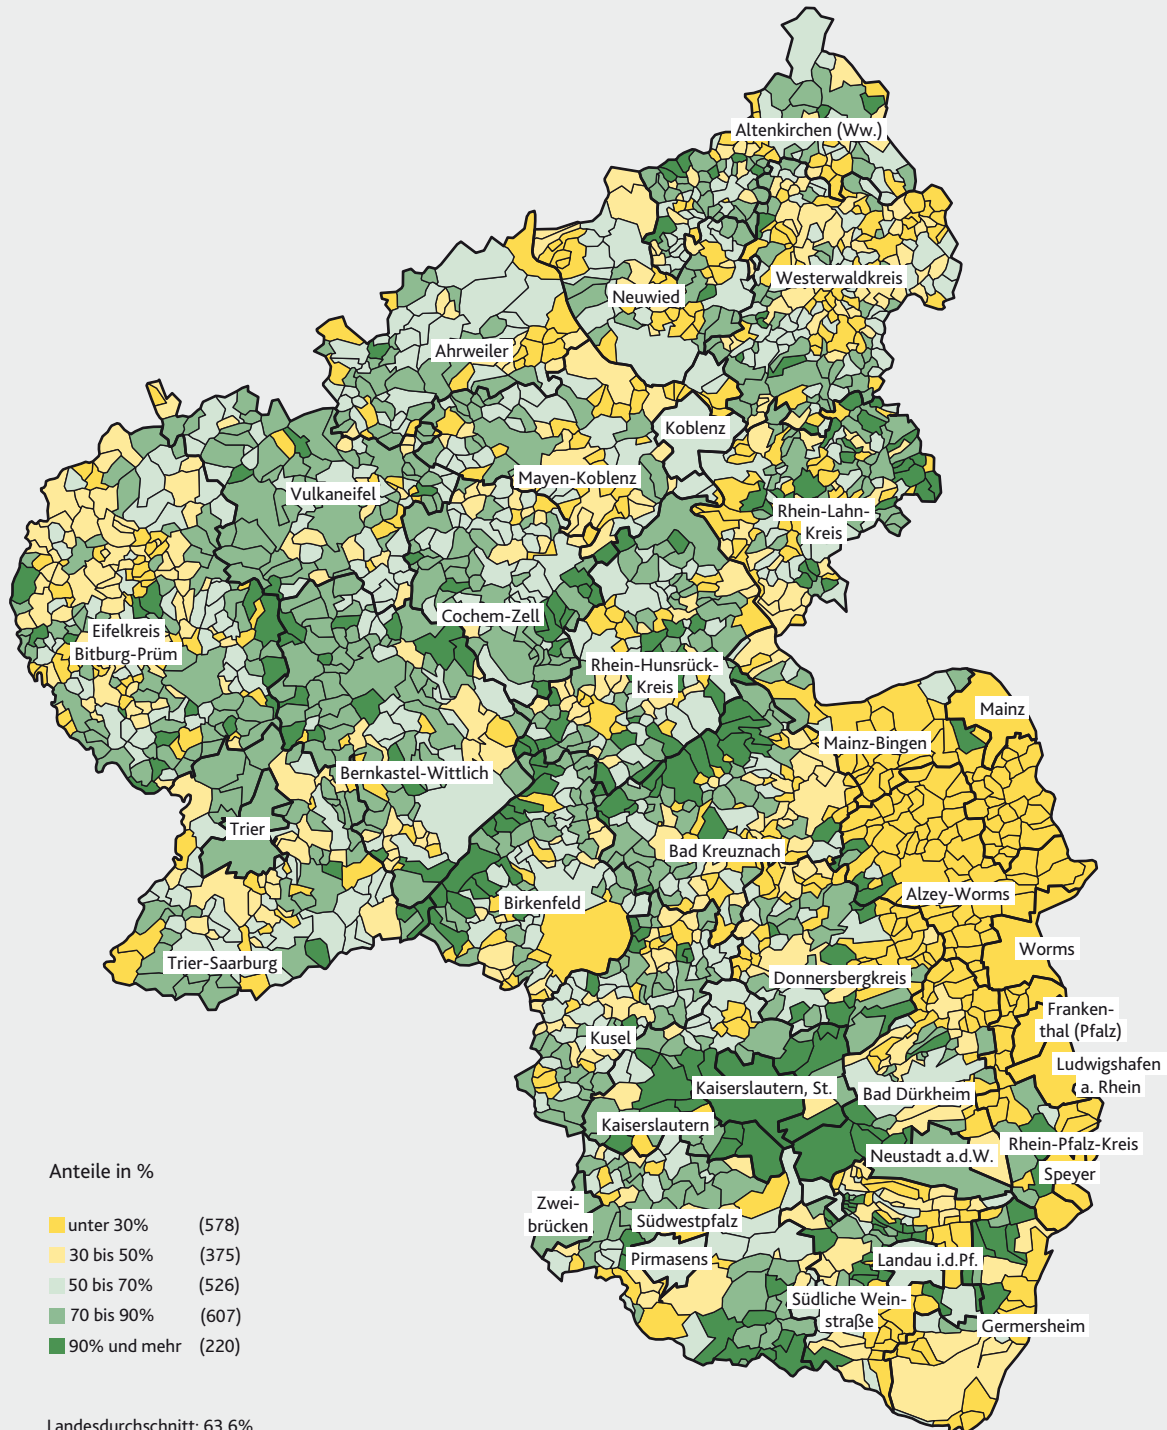 Altenkirchen (Ww.)
Westerwaldkreis
Neuwied
Ahrweiler
Koblenz
Mayen-Koblenz
Vulkaneifel
Rhein-Lahn-
Kreis
Cochem-Zell
Eifelkreis
Bitburg-Prüm
Rhein-Hunsrück-
Kreis
Mainz
Mainz-Bingen
Bernkastel-Wittlich
Trier
Bad Kreuznach
Alzey-Worms
Birkenfeld
Worms
Trier-Saarburg
Donnersbergkreis
Franken-
thal (Pfalz)
Kusel
Ludwigshafen
a. Rhein
Kaiserslautern, St.
Bad Dürkheim
Kaiserslautern
Rhein-Pfalz-Kreis
Neustadt a.d.W.
Speyer
Zwei-
brücken
Südwestpfalz
Pirmasens
Landau i.d.Pf.
Südliche Wein-
straße
Germersheim
Anteile in %
unter 30% (578)
30 bis 50% (375)
50 bis 70% (526)
70 bis 90% (607)
90% und mehr (220)
Landesdurchschnitt: 63,6%